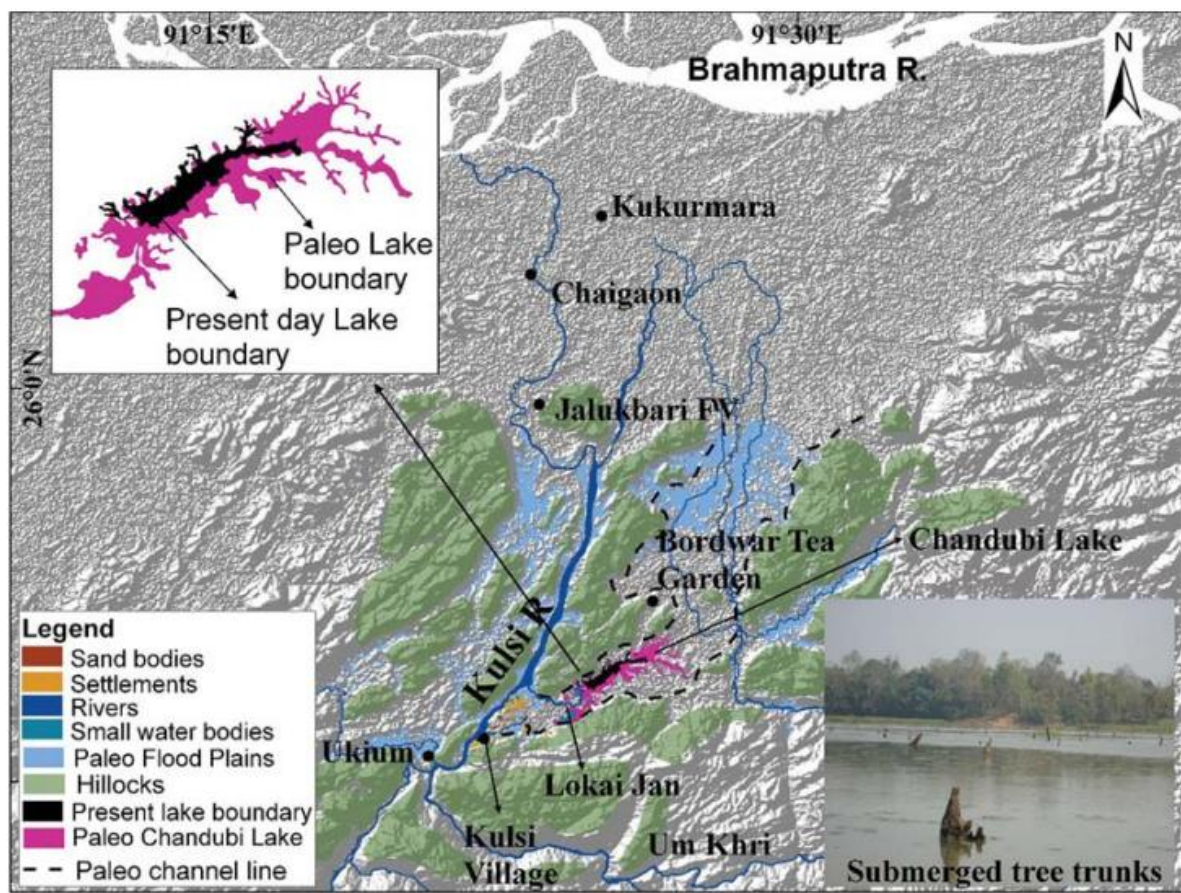 91°15'E
91°30'E
N
Brahmaputra R.
Paleo Lake
boundary
Present day Lake
boundary
Kukurmara
Chaigaon
26°0'N
Jalukbari FV
Bordwar Tea
Garden
Chandubi Lake
Kulsi R
Legend
Sand bodies
Settlements
Rivers
Small water bodies
Paleo Flood Plains
Hillocks
Present lake boundary
Paleo Chandubi Lake
Paleo channel line
Ukium
Lokai Jan
Kulsi
Village
Um Khri
Submerged tree trunks